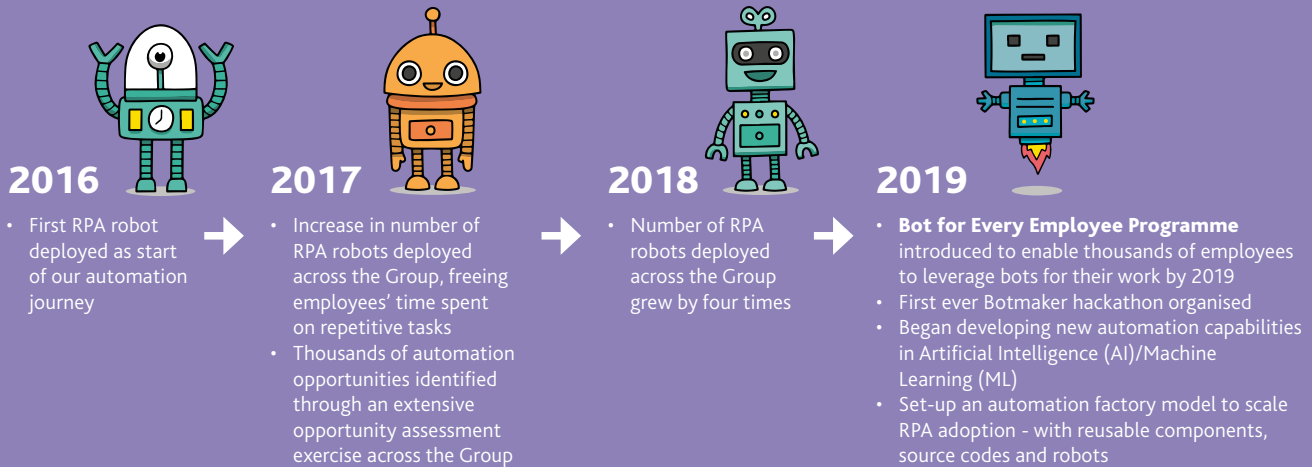 2016
• First RPA robot
deployed as start
of our automation
journey
2017
• Increase in number of
RPA robots deployed
across the Group, freeing
employees’ time spent
on repetitive tasks
• Thousands of automation
opportunities identified
through an extensive
opportunity assessment
exercise across the Group
2018
• Number of RPA
robots deployed
across the Group
grew by four times
2019
• Bot for Every Employee Programme
introduced to enable thousands of employees
to leverage bots for their work by 2019
• First ever Botmaker hackathon organised
• Began developing new automation capabilities
in Artificial Intelligence (AI)/Machine
Learning (ML)
• Set-up an automation factory model to scale
RPA adoption - with reusable components,
source codes and robots